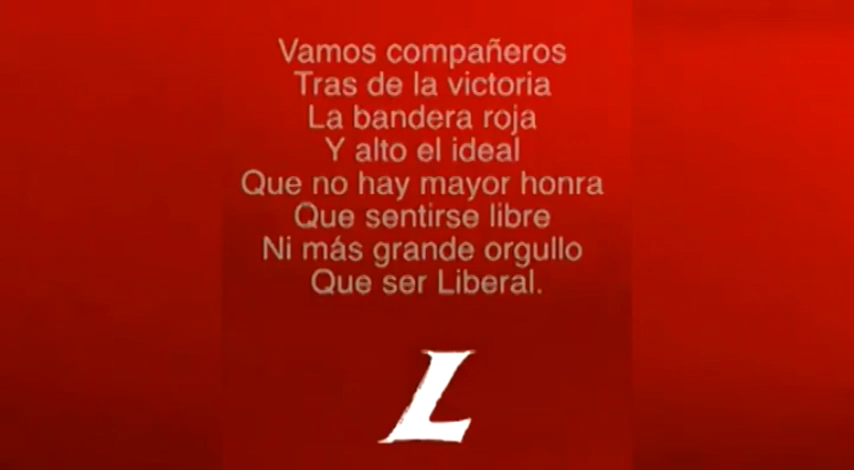 Vamos compañeros
Tras de la victoria
La bandera roja
Y alto el ideal
Que no hay mayor honra
Que sentirse libre
Ni más grande orgullo
Que ser Liberal.
L